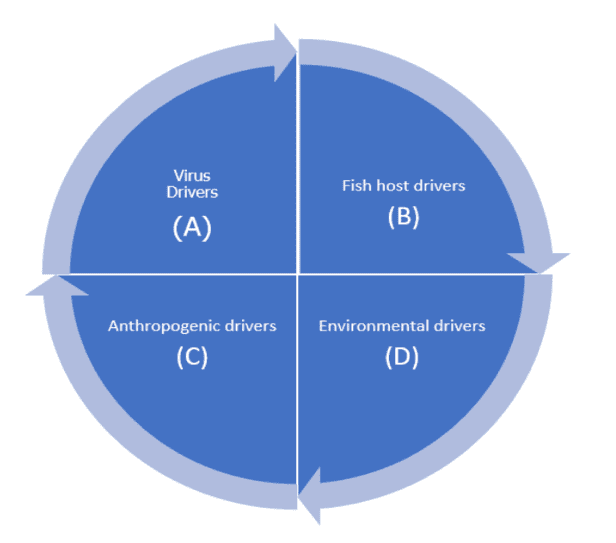 Virus
Drivers
(A)
Fish host drivers
(B)
Anthropogenic drivers
(C)
Environmental drivers
(D)